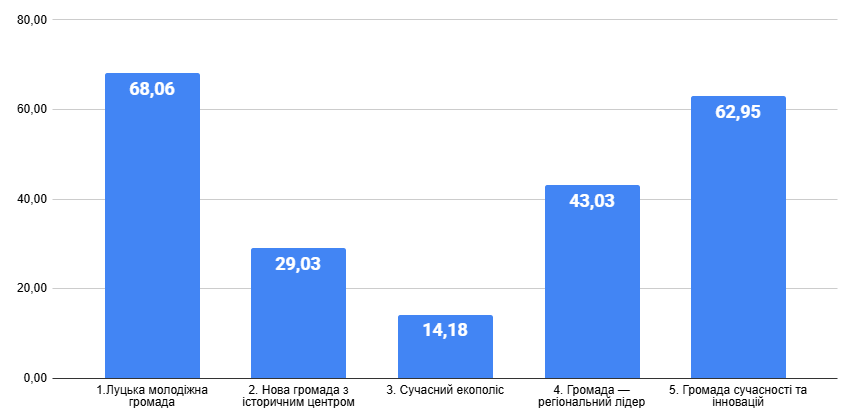 80,00
60,00
40,00
20,00
0,00
68,06
29,03
14,18
43,03
62,95
1.Луцька молодіжна
громада
2. Нова громада з
історичним центром
3. Сучасний екополіс
4. Громада —
регіональний лідер
5. Громада сучасності та
інновацій